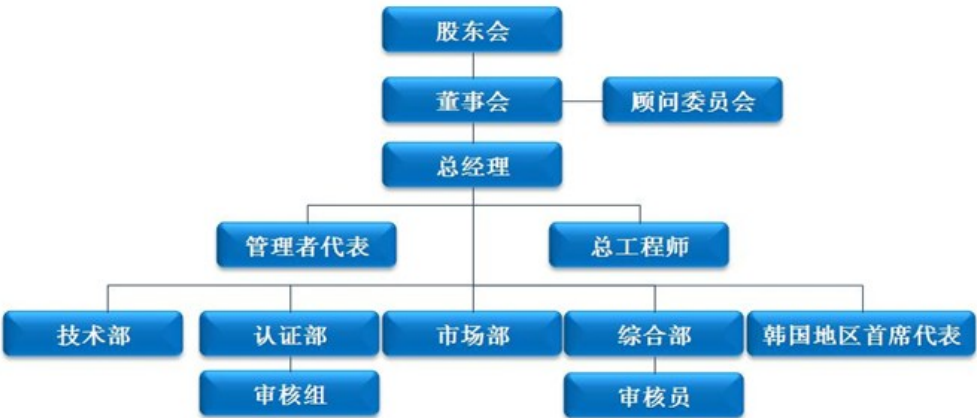 股东会
董事会
顾问委员会
总经理
管理者代表
总工程师
技术部
认证部
市场部
综合部
韩国地区首席代表
审核组
审核员